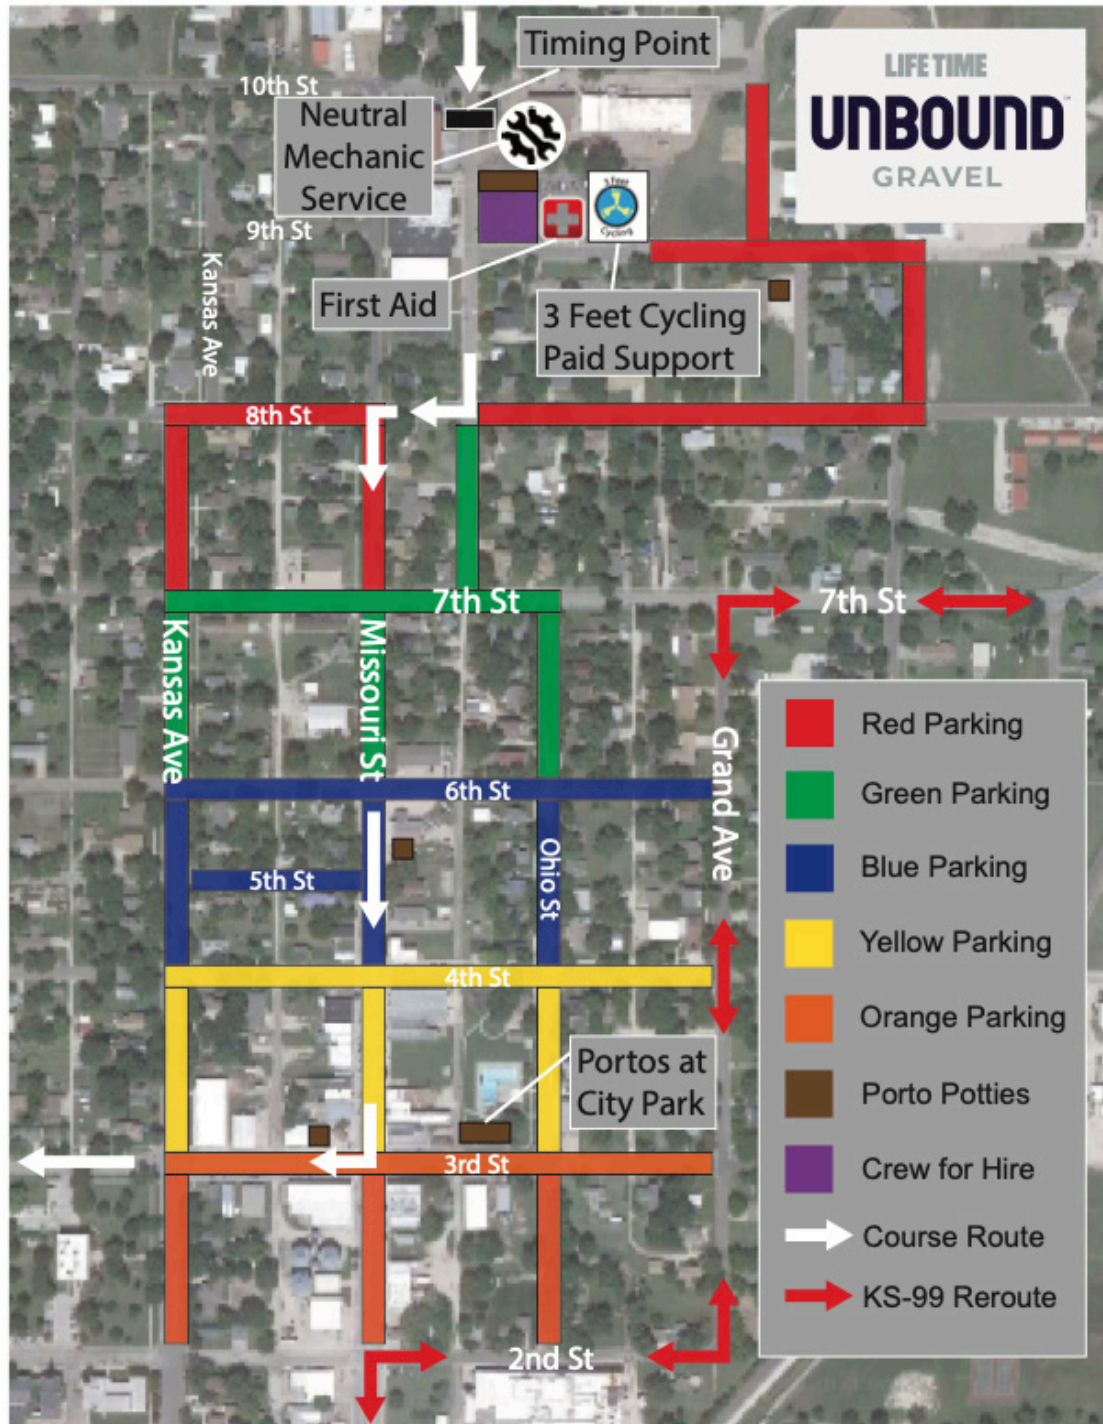 Timing Point
LIFE TIME
UNBOUND
GRAVEL
10th St
Neutral
Mechanic
Service
3 Feet
Cycling
9th St
Kansas Ave
First Aid
3 Feet Cycling
Paid Support
8th St
7th St
7th St
Kansas Ave
Missouri St
Grand Ave
Red Parking
Green Parking
6th St
Ohio St
5th St
Blue Parking
Yellow Parking
4th St
Orange Parking
Portos at
City Park
Porto Potties
3rd St
Crew for Hire
Course Route
KS-99 Reroute
2nd St